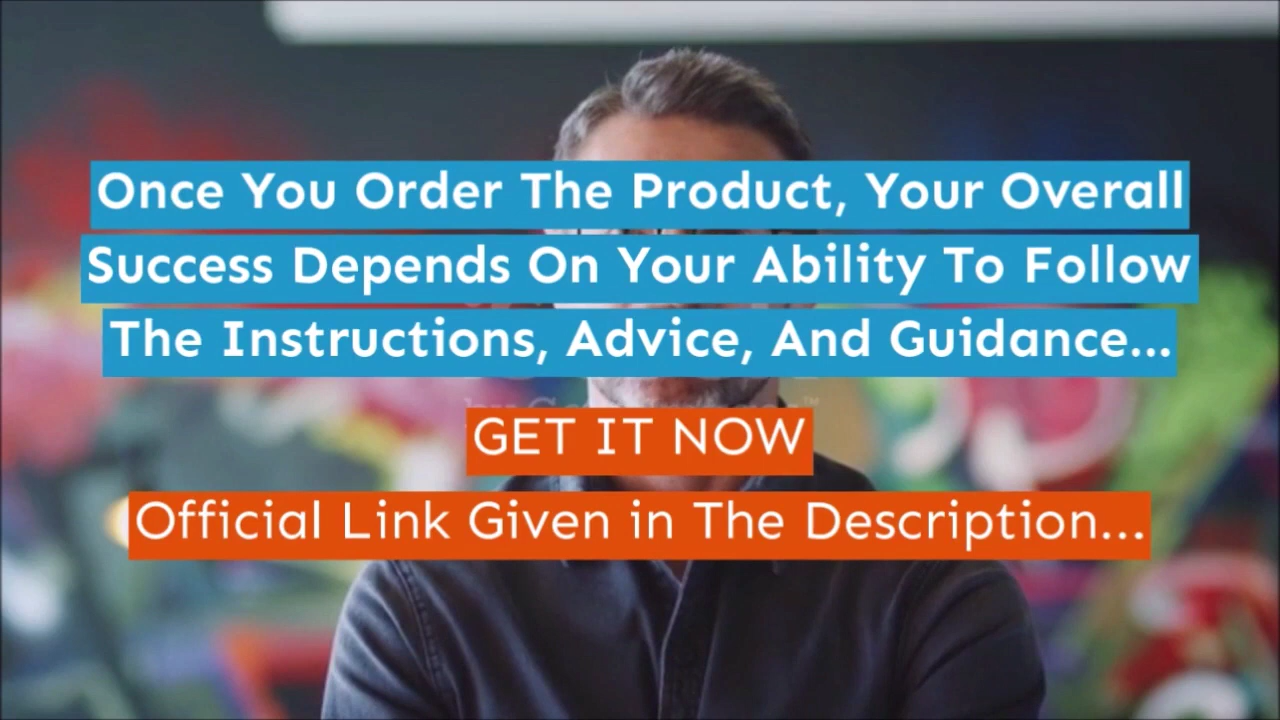 Once You Order The Product, Your Overall
Success Depends On Your Ability To Follow
The Instructions, Advice, And Guidance...
GET IT NOW
Official Link Given in The Description...